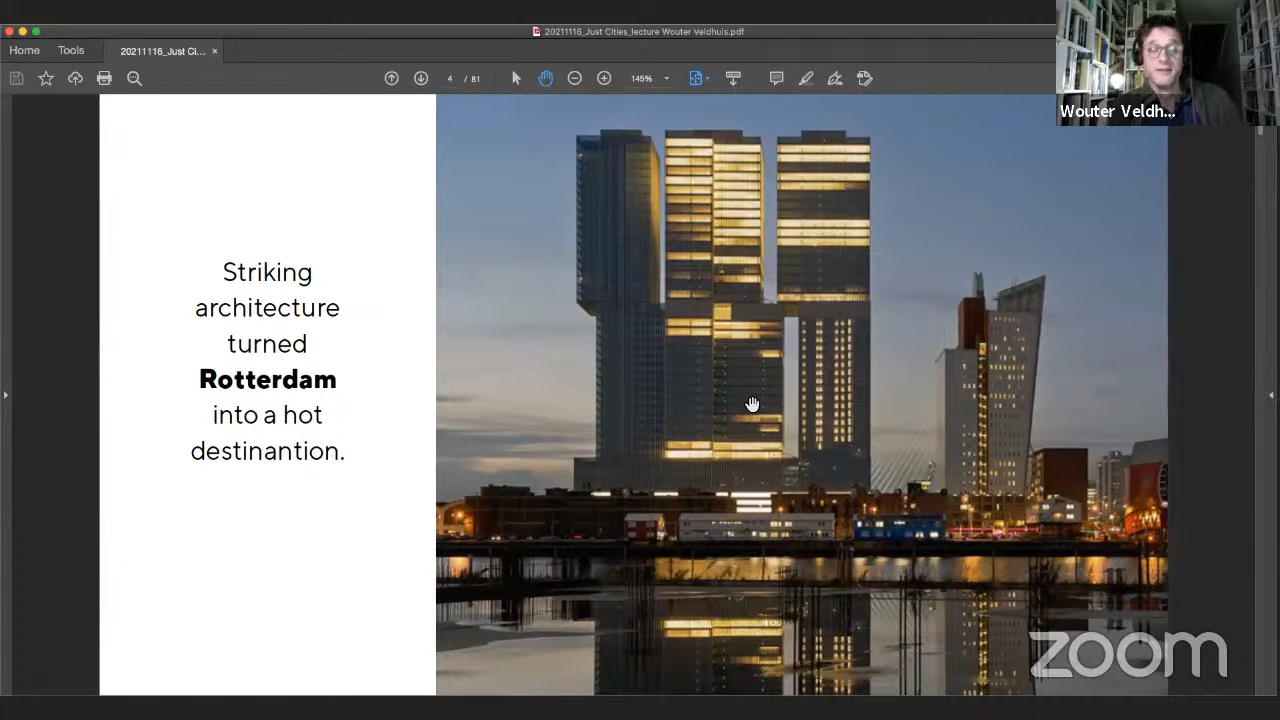 20211116_Just Cities_lecture Wouter Veldhuis.pdf
Home
Tools
20211116_Just Ci...
×
4 / 81
145%
Wouter Veldh...
Striking
architecture
turned
Rotterdam
into a hot
destinantion.
zoom